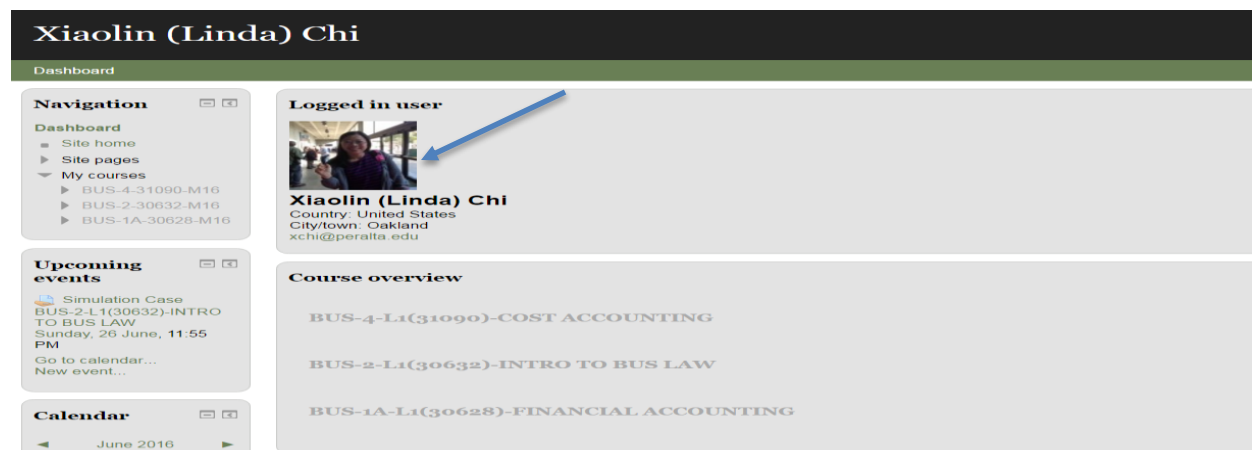 Xiaolin (Linda) Chi
Dashboard
Navigation
Dashboard
Site home
Site pages
My courses
BUS-4-31090-M16
BUS-2-30632-M16
BUS-1A-30628-M16
Upcoming
events
Simulation Case
BUS-2-L1(30632)-INTRO
TO BUS LAW
Sunday, 26 June, 11:55
PM
Go to calendar...
New event...
Calendar
June 2016
Logged in user
Xiaolin (Linda) Chi
Country: United States
City/town: Oakland
xchi@peralta.edu
Course overview
BUS-4-L1(31090)-COST ACCOUNTING
BUS-2-L1(30632)-INTRO TO BUS LAW
BUS-1A-L1(30628)-FINANCIAL ACCOUNTING